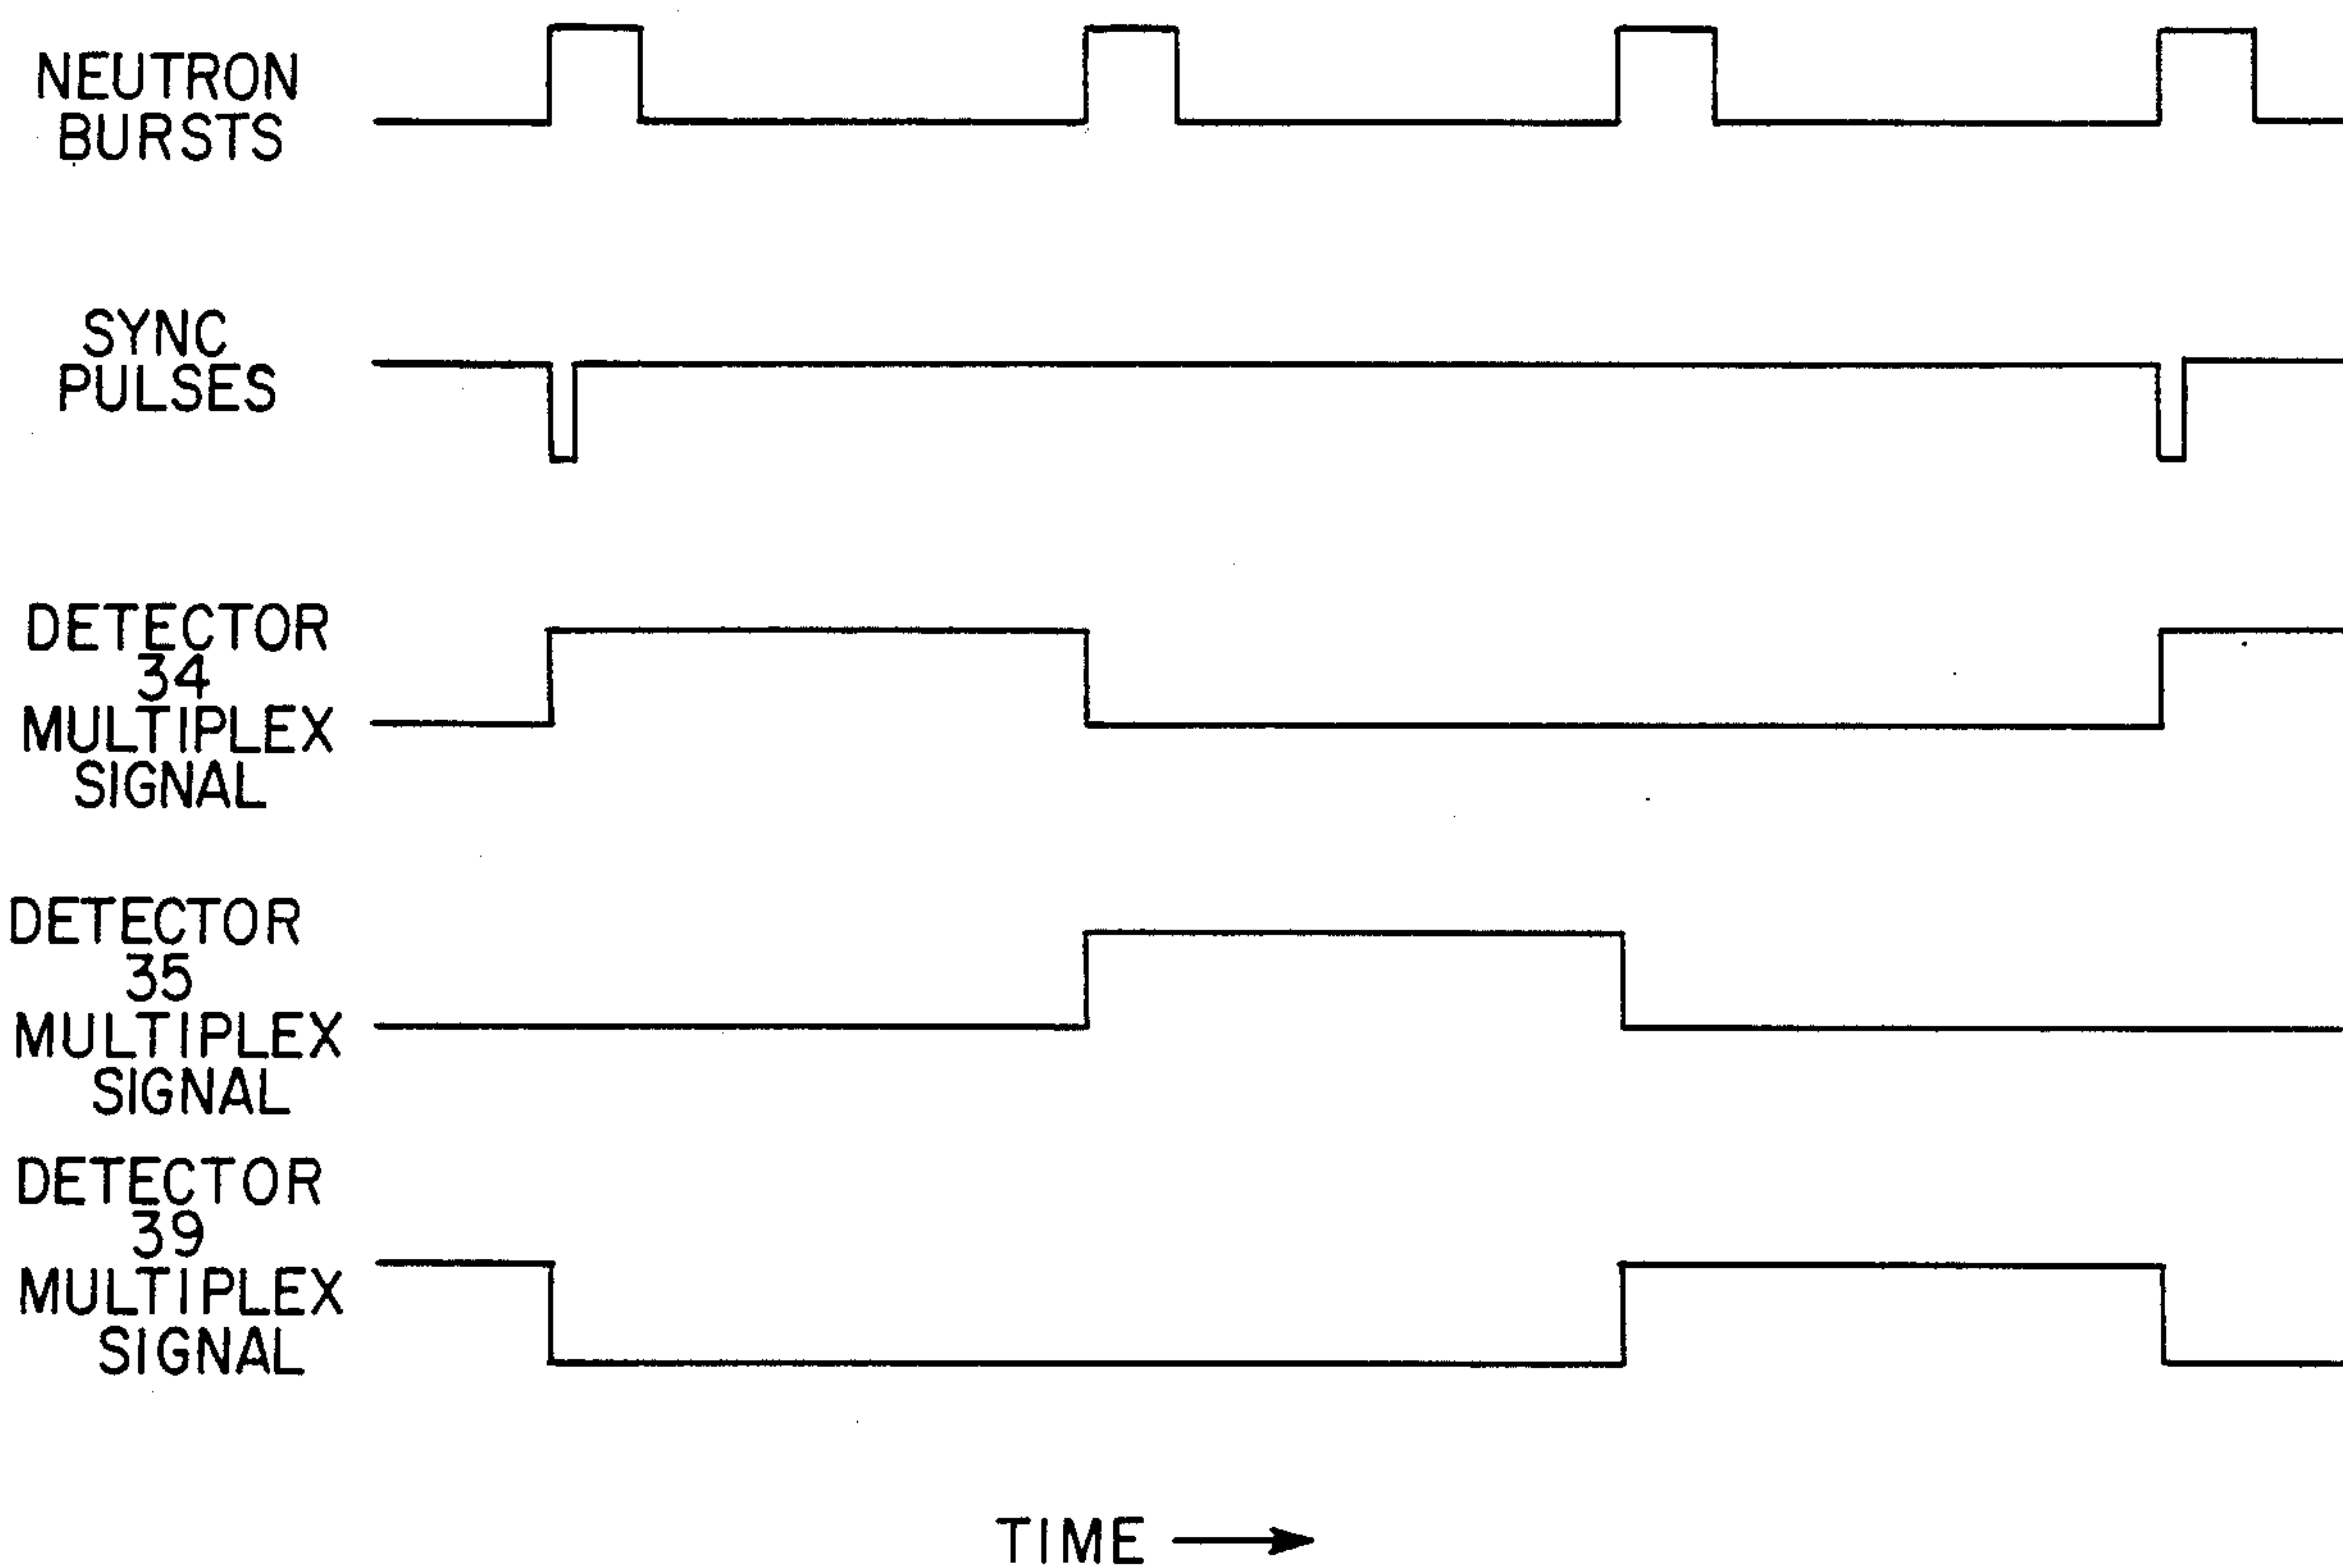 NEUTRON
BURSTS
SYNC
PULSES
DETECTOR
34
MULTIPLEX
SIGNAL
DETECTOR
35
MULTIPLEX
SIGNAL
DETECTOR
39
MULTIPLEX
SIGNAL
TIME